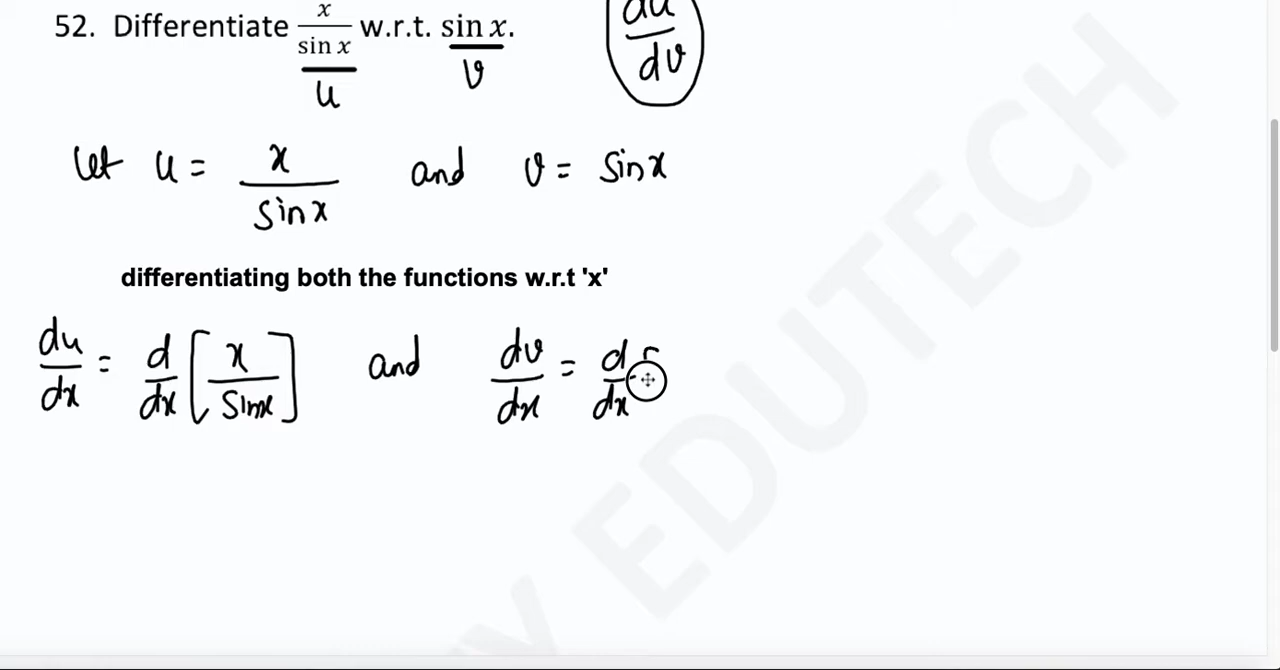 52. Differentiate x/sin x w.r.t. sin x. du/dv
u v
Let u = x/sin x and v = sin x
differentiating both the functions w.r.t 'x'
du/dx = d/dx [x/sin x] and dv/dx = d/dx [
EDUTECH